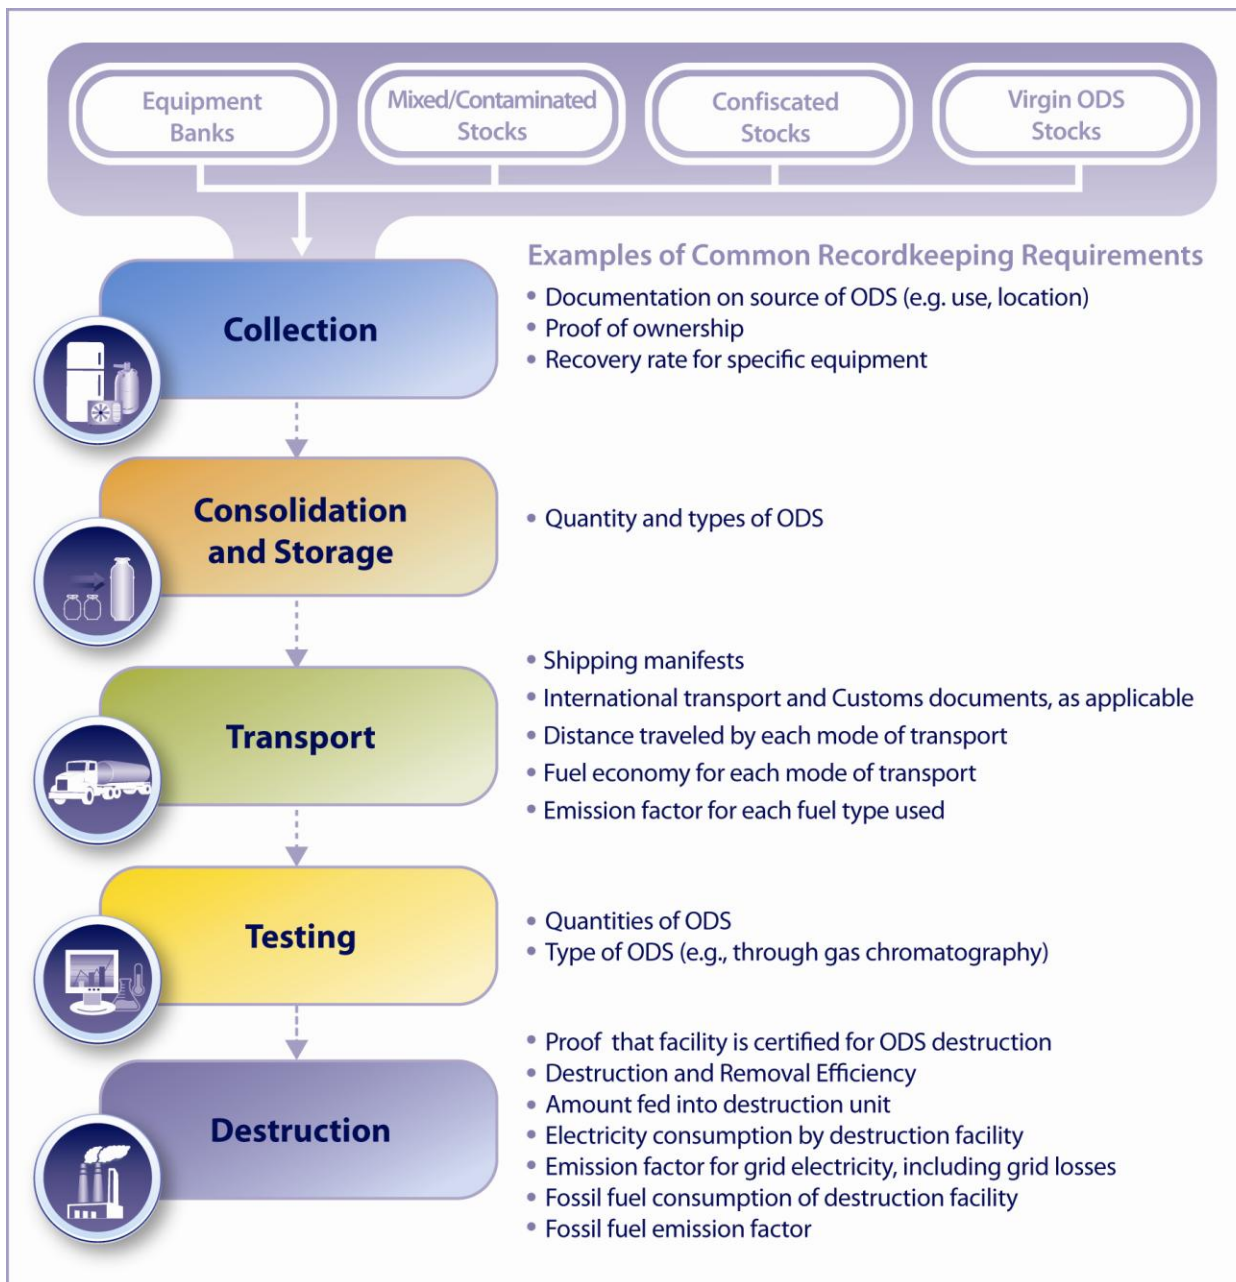 Equipment
Banks
Mixed/Contaminated
Stocks
Confiscated
Stocks
Virgin ODS
Stocks
Examples of Common Recordkeeping Requirements
Collection
• Documentation on source of ODS (e.g. use, location)
• Proof of ownership
• Recovery rate for specific equipment
Consolidation
and Storage
• Quantity and types of ODS
Transport
• Shipping manifests
• International transport and Customs documents, as applicable
• Distance traveled by each mode of transport
• Fuel economy for each mode of transport
• Emission factor for each fuel type used
Testing
• Quantities of ODS
• Type of ODS (e.g., through gas chromatography)
Destruction
• Proof that facility is certified for ODS destruction
• Destruction and Removal Efficiency
• Amount fed into destruction unit
• Electricity consumption by destruction facility
• Emission factor for grid electricity, including grid losses
• Fossil fuel consumption of destruction facility
• Fossil fuel emission factor